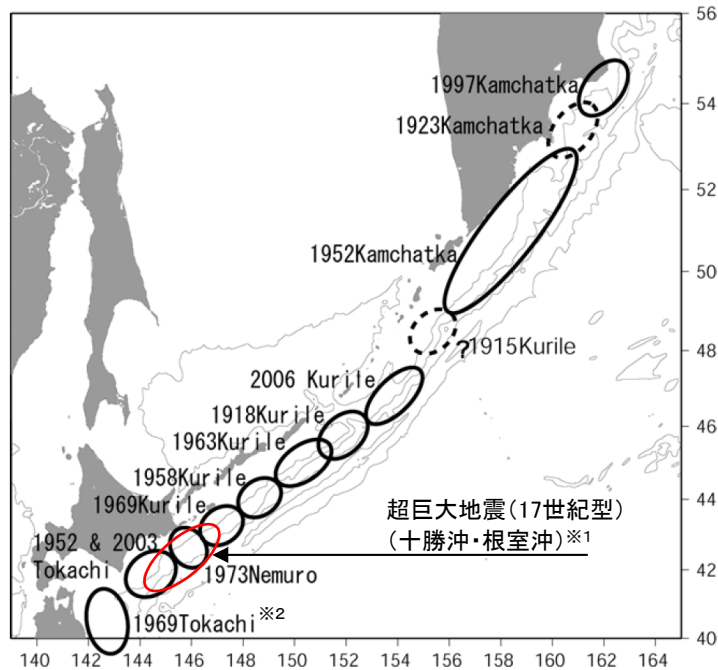 56
54
52
50
48
46
44
42
40
140 142 144 146 148 150 152 154 156 158 160 162 164
1997Kamchatka
1923Kamchatka
1952Kamchatka
?1915Kurile
2006 Kurile
1918Kurile
1963Kurile
1958Kurile
1969Kurile
1952 & 2003
Tokachi
1973Nemuro
1969Tokachi※2
超巨大地震(17世紀型)
(十勝沖・根室沖)※1